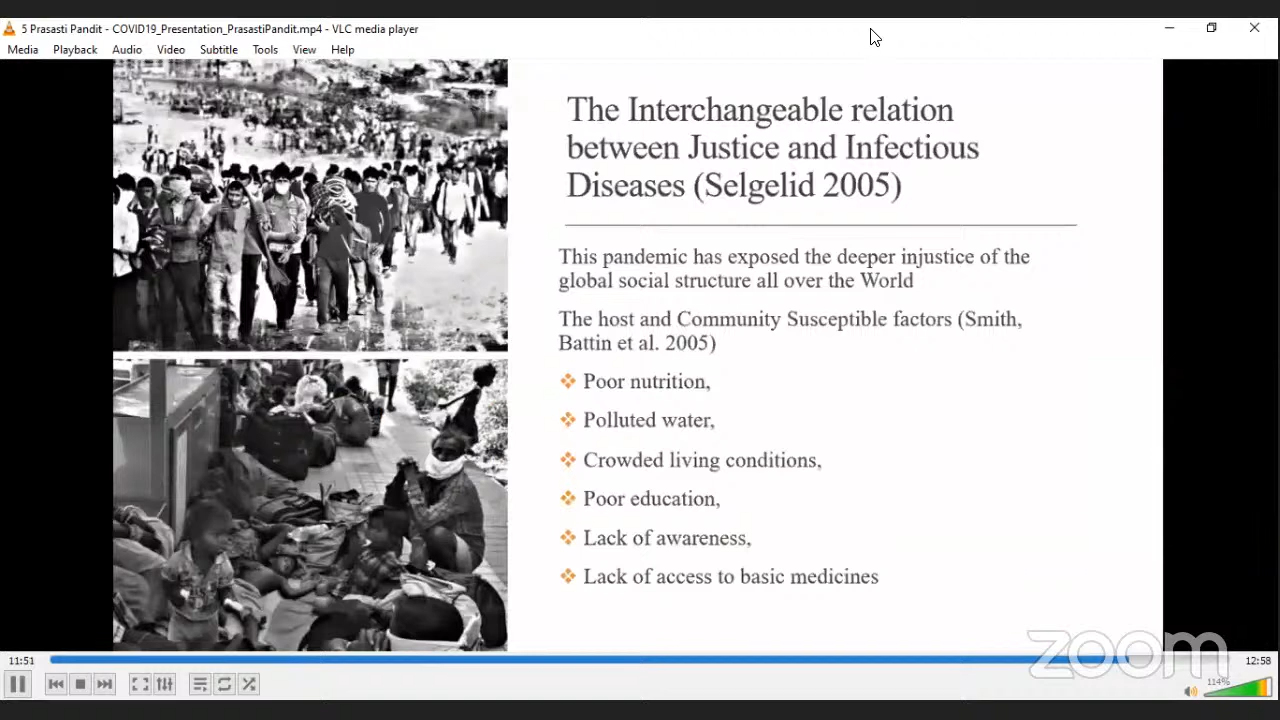 5 Prasasti Pandit - COVID19_Presentation_PrasastiPandit.mp4 - VLC media player
Media Playback Audio Video Subtitle Tools View Help
The Interchangeable relation
between Justice and Infectious
Diseases (Selgelid 2005)
This pandemic has exposed the deeper injustice of the
global social structure all over the World
The host and Community Susceptible factors (Smith,
Battin et al. 2005)
Poor nutrition,
Polluted water,
Crowded living conditions,
Poor education,
Lack of awareness,
Lack of access to basic medicines
zoom
11:51
12:58
114%